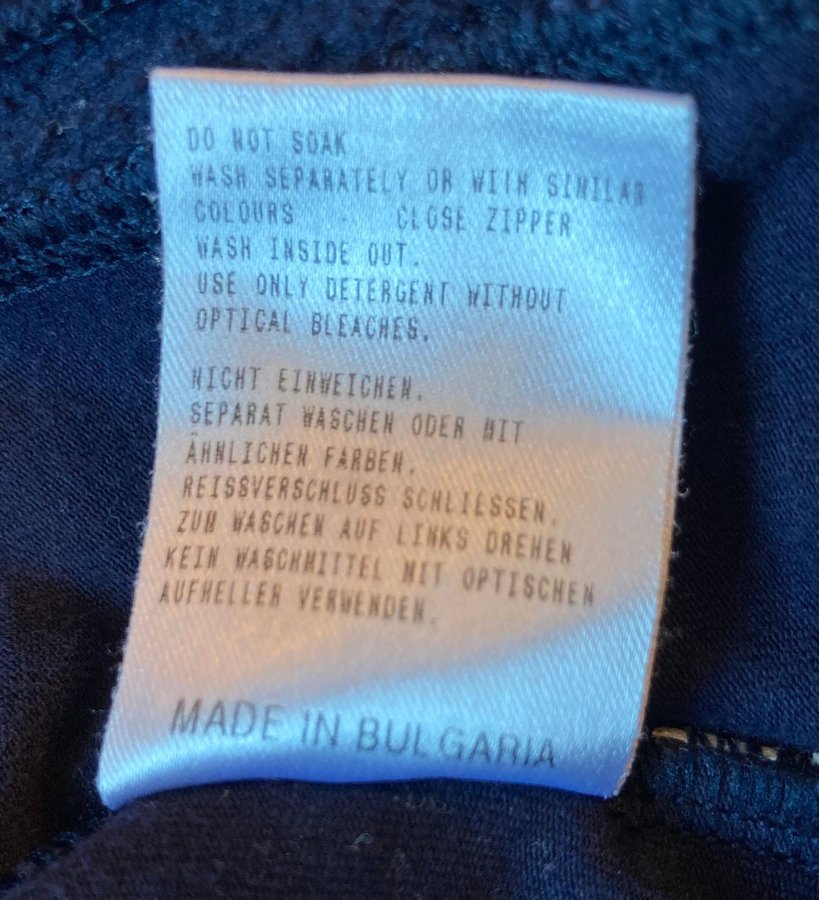 DO NOT SOAK
WASH SEPARATELY OR WITH SIMILAR
COLOURS - CLOSE ZIPPER
WASH INSIDE OUT.
USE ONLY DETERGENT WITHOUT
OPTICAL BLEACHES.
NICHT EINWEICHEN.
SEPARAT WASCHEN ODER MIT
ÄHNLICHEN FARBEN.
REISSVERSCHLUSS SCHLIESSEN.
ZUM WASCHEN AUF LINKS DREHEN
KEIN WASCHMITTEL MIT OPTISCHEN
AUFHELLER VERWENDEN.
MADE IN BULGARIA